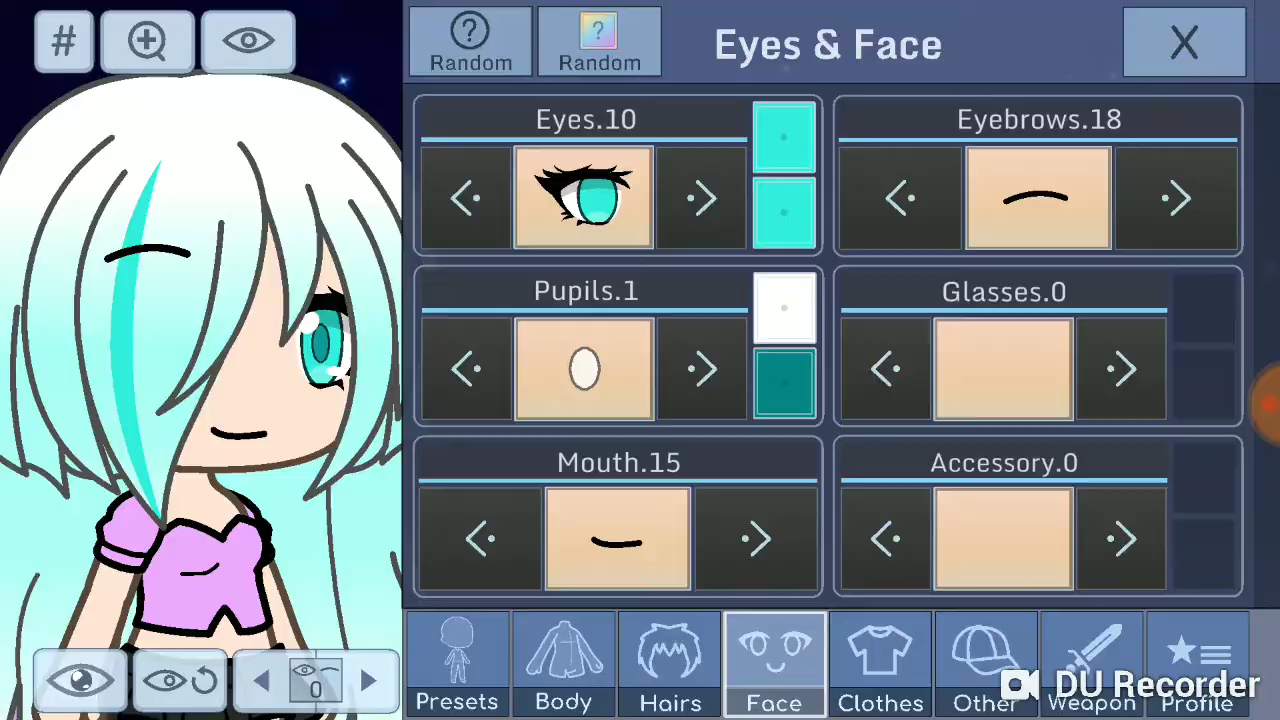 #
? Random
? Random
Eyes & Face
X
Eyes.10
Eyebrows.18
Pupils.1
Glasses.0
Mouth.15
Accessory.0
0
Presets
Body
Hairs
Face
Clothes
Other
Weapon
Profile
DU Recorder